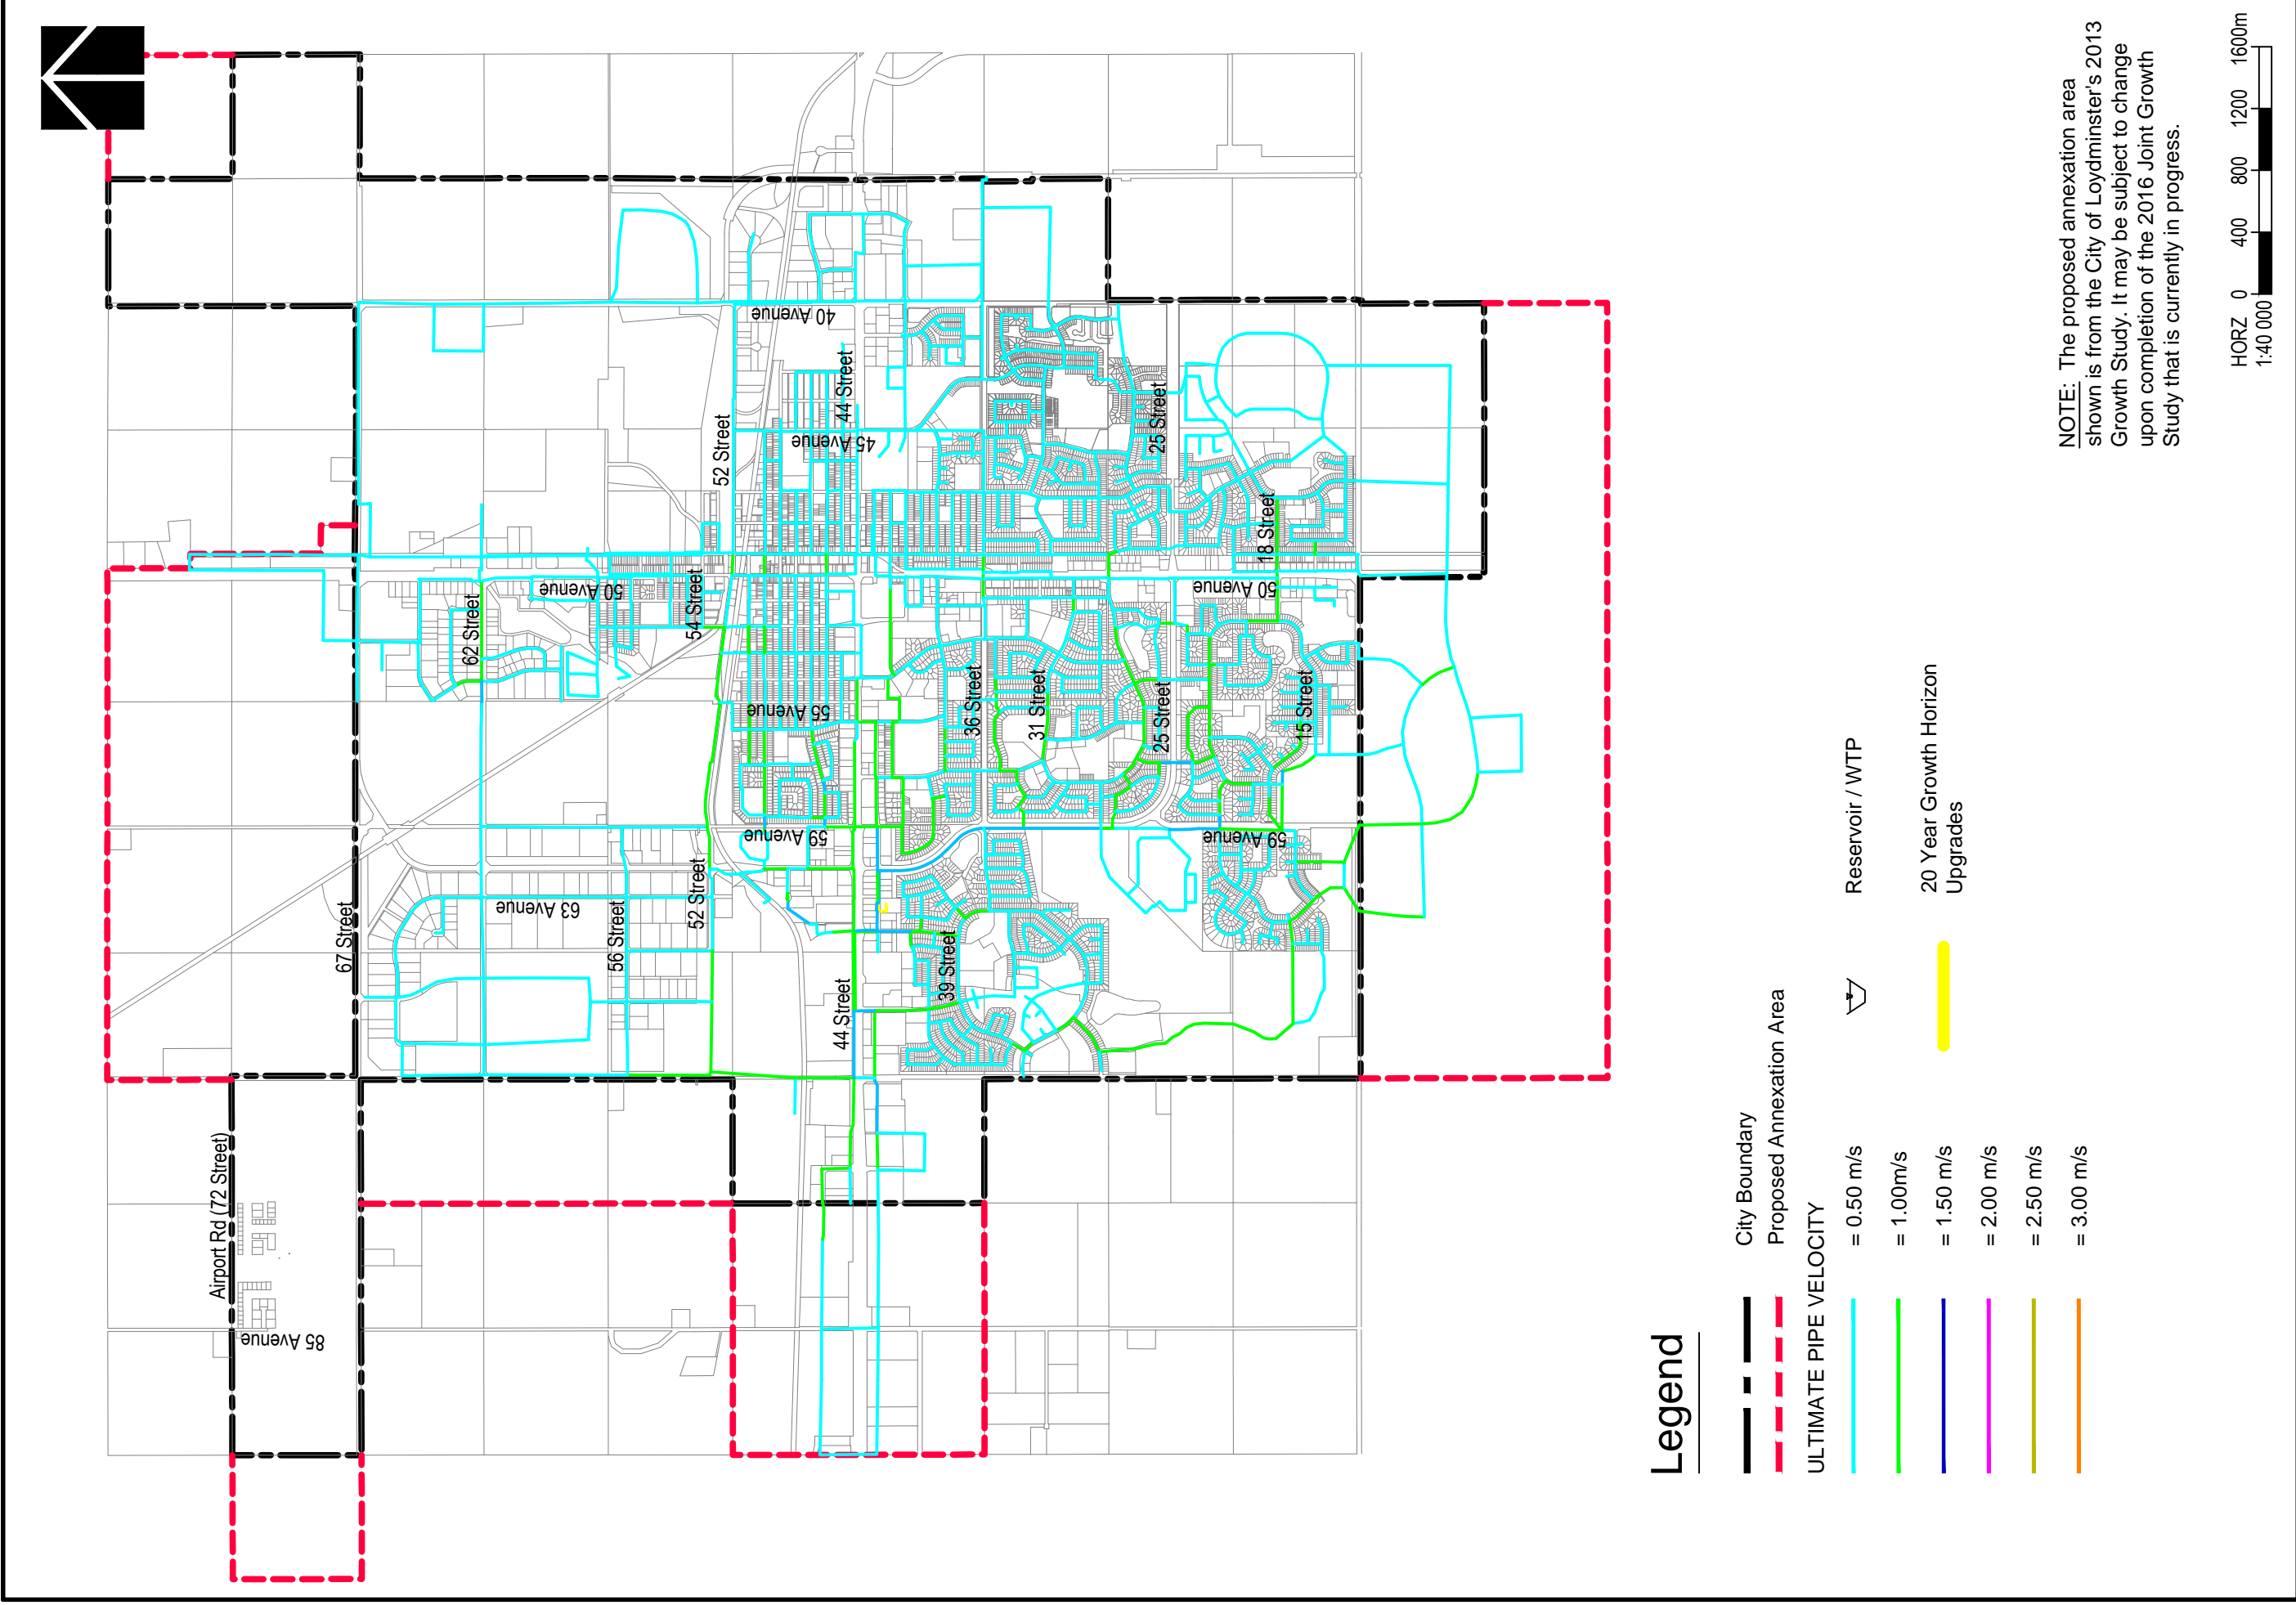 Airport Rd (72 Street)
85 Avenue
67 Street
62 Street
50 Avenue
63 Avenue
56 Street
54 Street
52 Street
52 Street
40 Avenue
44 Street
45 Avenue
55 Avenue
59 Avenue
44 Street
39 Street
36 Street
31 Street
25 Street
25 Street
50 Avenue
18 Street
15 Street
59 Avenue
Legend
City Boundary
Proposed Annexation Area
ULTIMATE PIPE VELOCITY
= 0.50 m/s
= 1.00m/s
= 1.50 m/s
= 2.00 m/s
= 2.50 m/s
= 3.00 m/s
Reservoir / WTP
20 Year Growth Horizon
Upgrades
NOTE: The proposed annexation area
shown is from the City of Loydminster's 2013
Growth Study. It may be subject to change
upon completion of the 2016 Joint Growth
Study that is currently in progress.
HORZ 0 400 800 1200 1600m
1:40 000